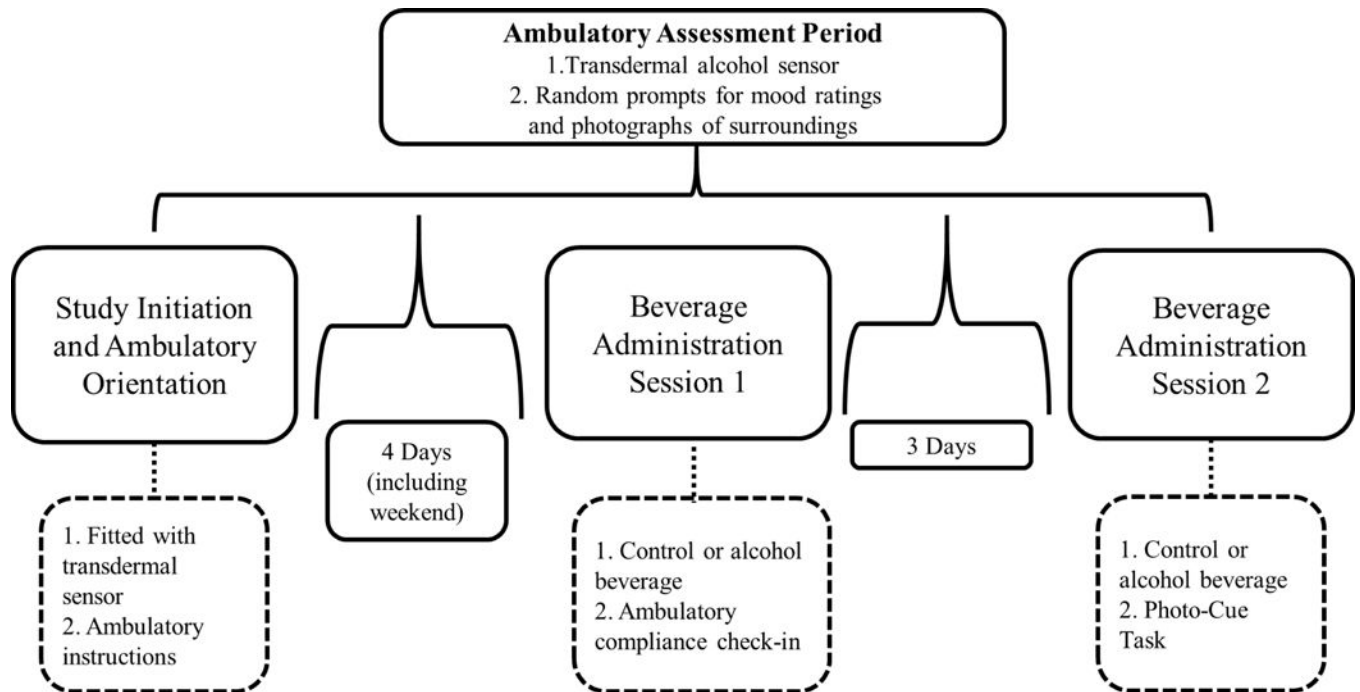 Ambulatory Assessment Period
1.Transdermal alcohol sensor
2. Random prompts for mood ratings
and photographs of surroundings
Study Initiation
and Ambulatory
Orientation
4 Days
(including
weekend)
Beverage
Administration
Session 1
3 Days
Beverage
Administration
Session 2
1. Fitted with
transdermal
sensor
2. Ambulatory
instructions
1. Control or alcohol
beverage
2. Ambulatory
compliance check-in
1. Control or
alcohol beverage
2. Photo-Cue
Task